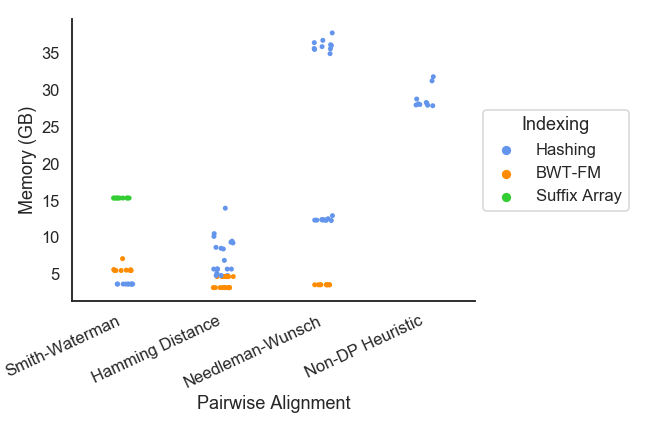 Memory (GB)
35
30
25
20
15
10
5
Smith-Waterman
Hamming Distance
Needleman-Wunsch
Non-DP Heuristic
Pairwise Alignment
Indexing
Hashing
BWT-FM
Suffix Array